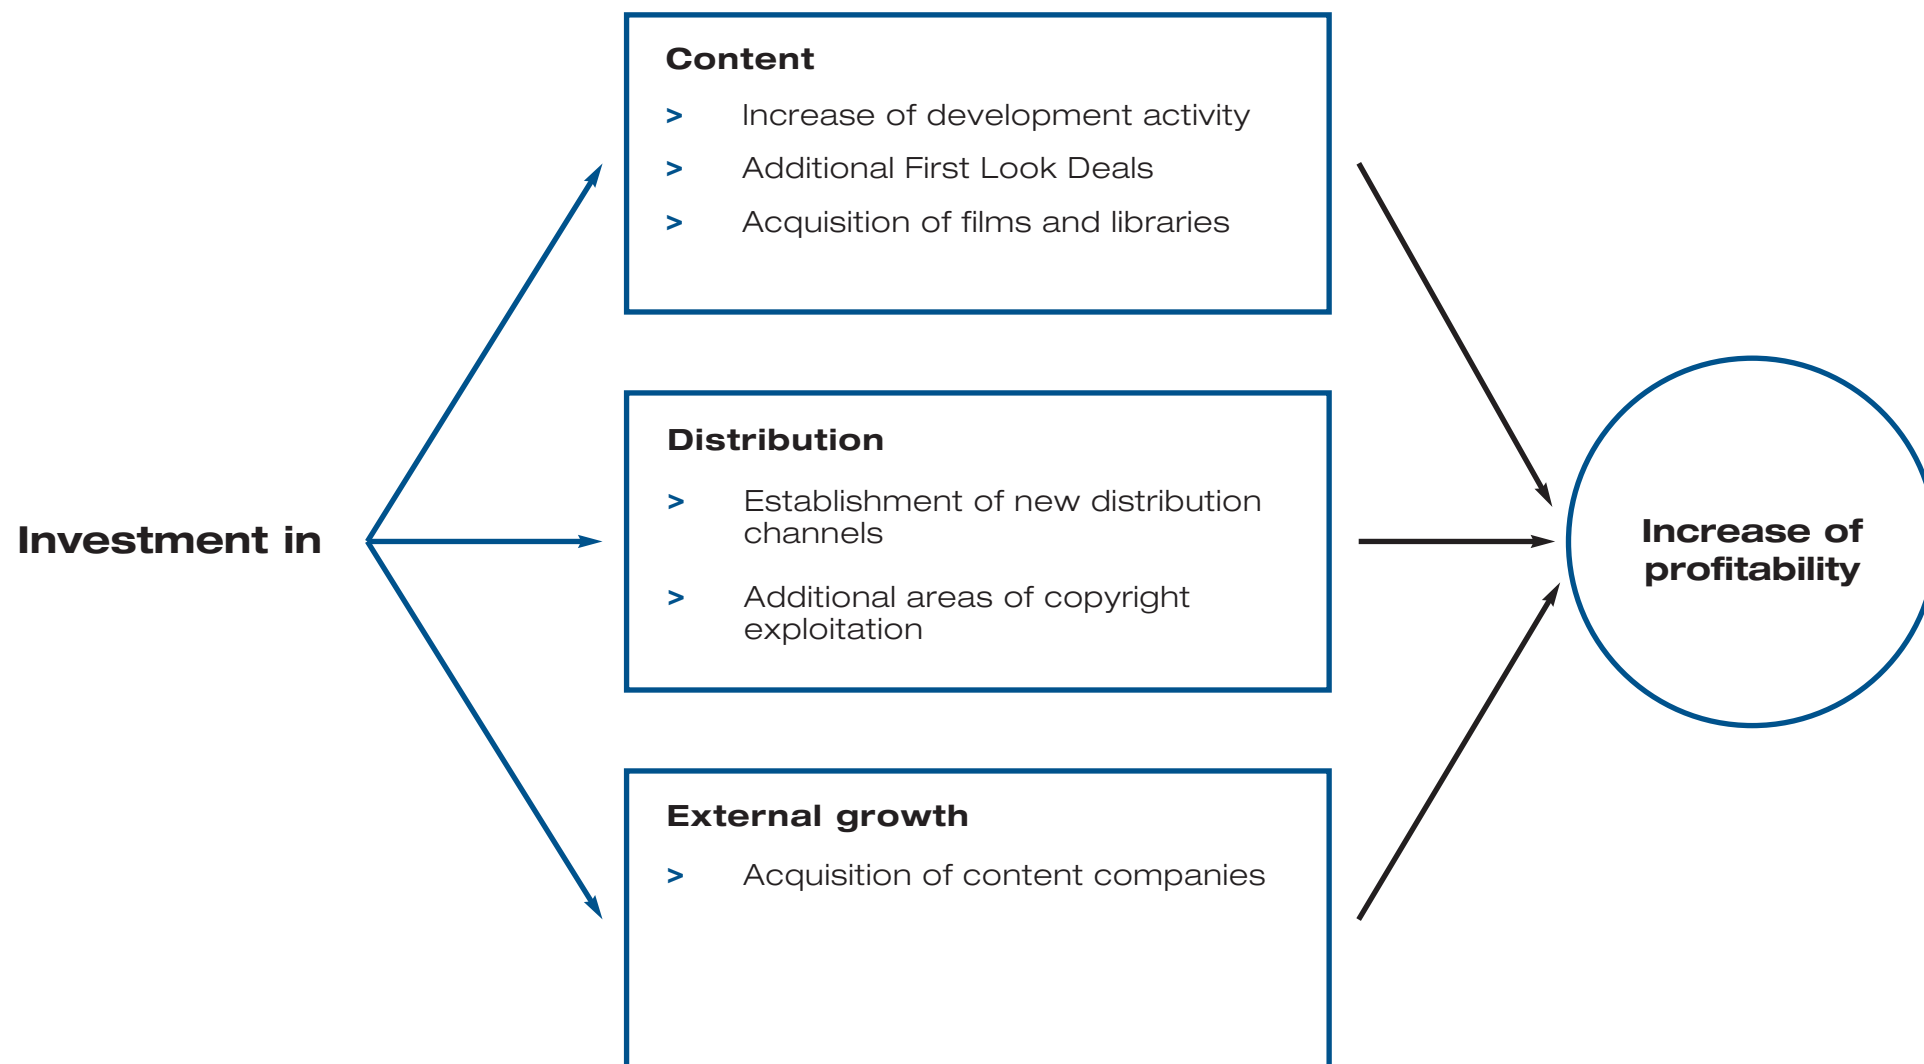 Investment in
Content
> Increase of development activity
> Additional First Look Deals
> Acquisition of films and libraries
Distribution
> Establishment of new distribution
channels
> Additional areas of copyright
exploitation
External growth
> Acquisition of content companies
Increase of
profitability